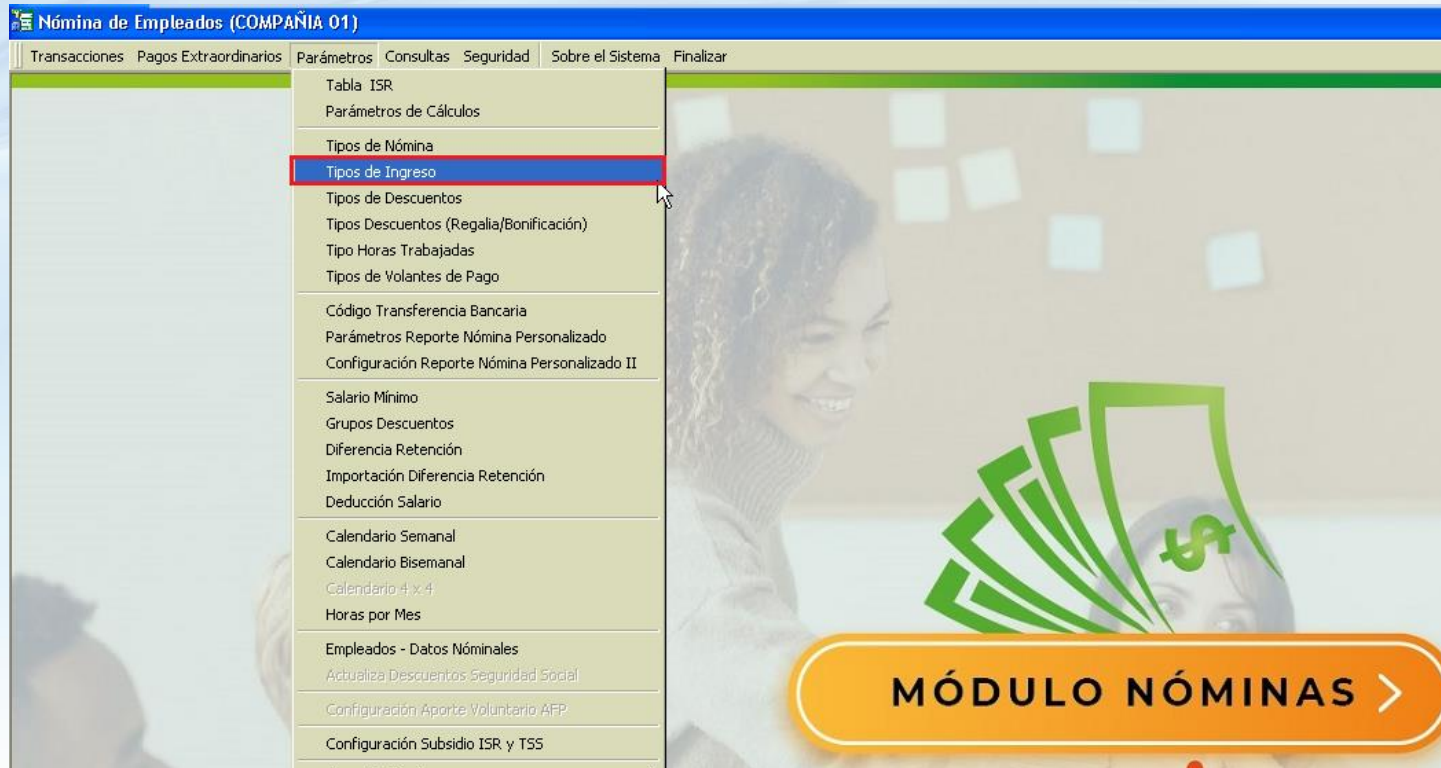 Nómina de Empleados (COMPAÑIA 01)
Transacciones Pagos Extraordinarios Parámetros Consultas Seguridad Sobre el Sistema Finalizar
Tabla ISR
Parámetros de Cálculos
Tipos de Nómina
Tipos de Ingreso
Tipos de Descuentos
Tipos Descuentos (Regalia/Bonificación)
Tipo Horas Trabajadas
Tipos de Volantes de Pago
Código Transferencia Bancaria
Parámetros Reporte Nómina Personalizado
Configuración Reporte Nómina Personalizado II
Salario Mínimo
Grupos Descuentos
Diferencia Retención
Importación Diferencia Retención
Deducción Salario
Calendario Semanal
Calendario Bisemanal
Calendario 4 x 4
Horas por Mes
Empleados - Datos Nóminales
Actualiza Descuentos Seguridad Social
Configuración Aporte Voluntario AFP
Configuración Subsidio ISR y TSS
$
MÓDULO NÓMINAS >